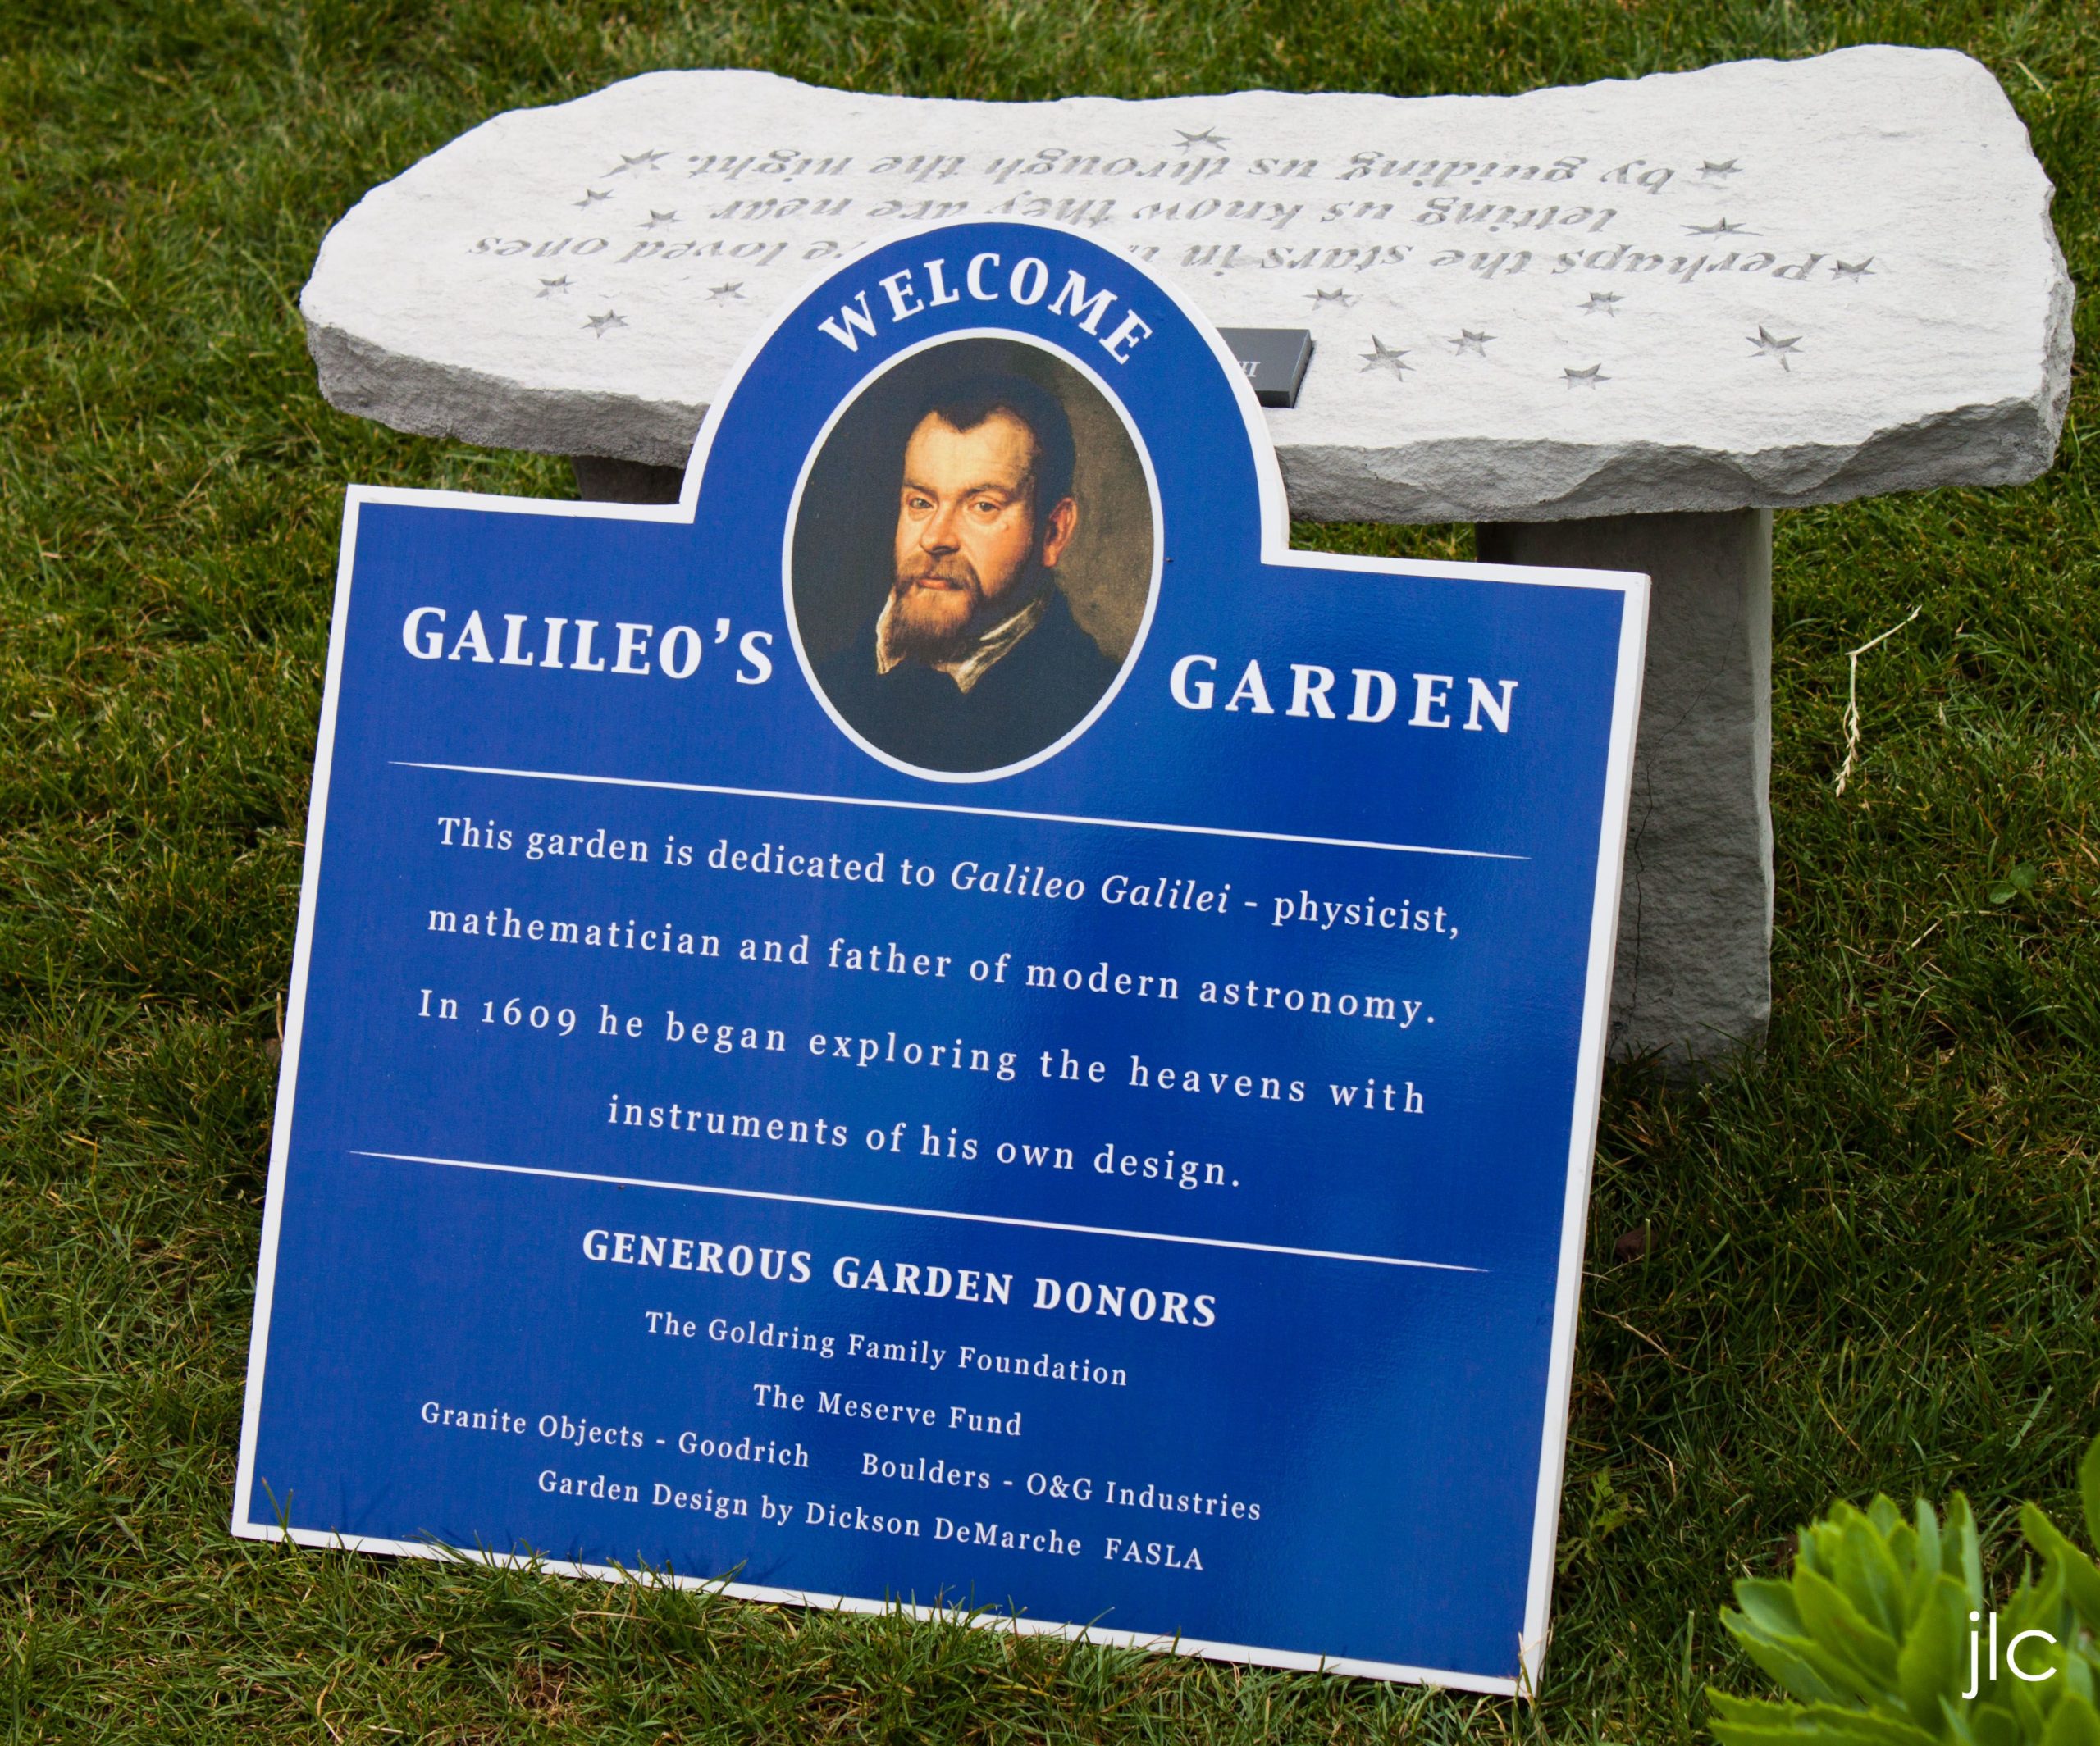 WELCOME
GALILEO'S GARDEN
This garden is dedicated to Galileo Galilei - physicist,
mathematician and father of modern astronomy.
In 1609 he began exploring the heavens with
instruments of his own design.
GENEROUS GARDEN DONORS
The Goldring Family Foundation
The Meserve Fund
Granite Objects - Goodrich Boulders - O&G Industries
Garden Design by Dickson DeMarche FASLA
perhaps the stars in loved ones
letting us know they are near
by guiding us through the night.
jlc